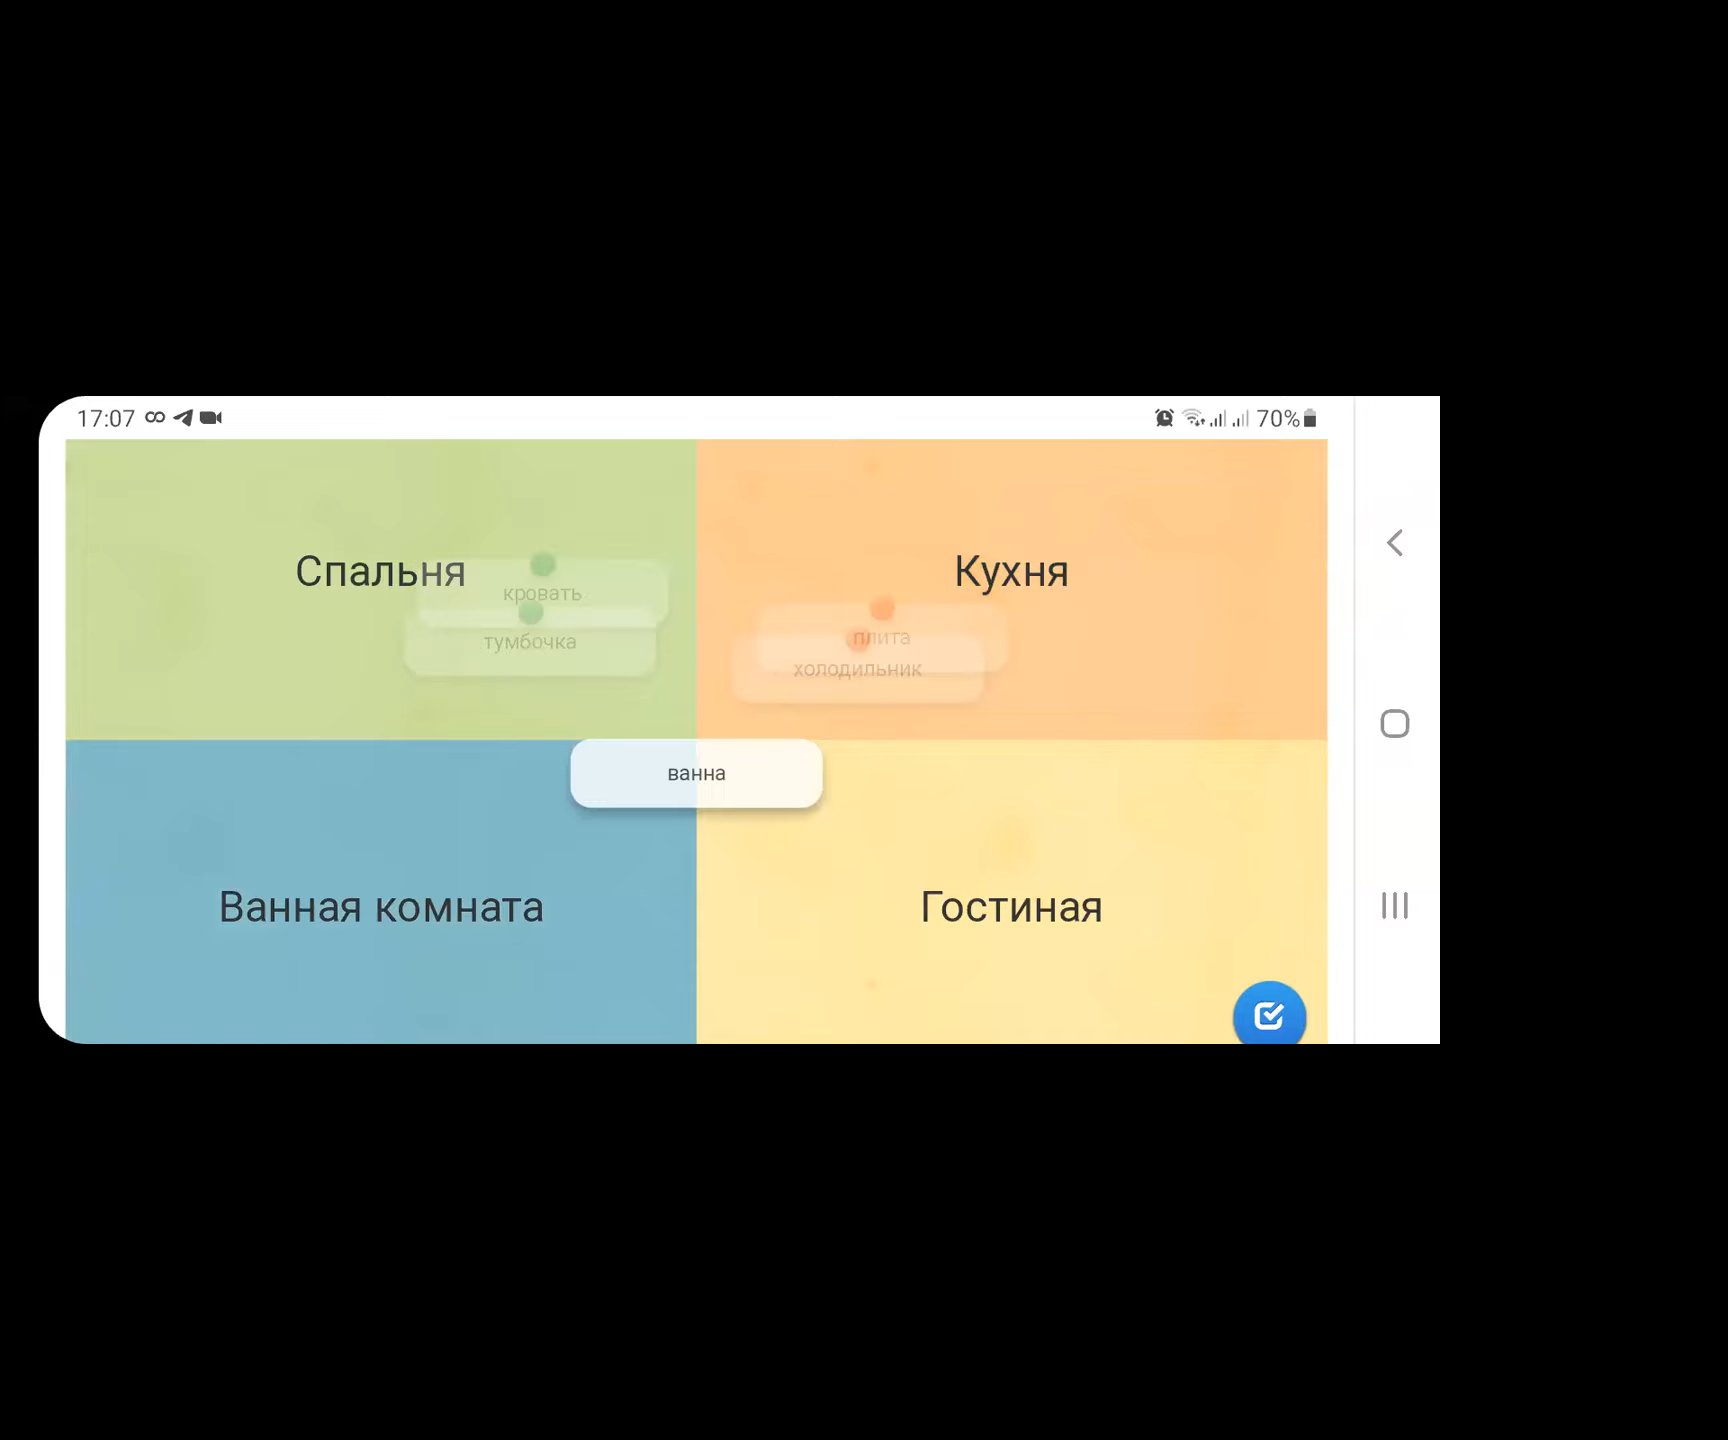 17:07
70%
Спальня
Кухня
кровать
тумбочка
плита
холодильник
ванна
Ванная комната
Гостиная